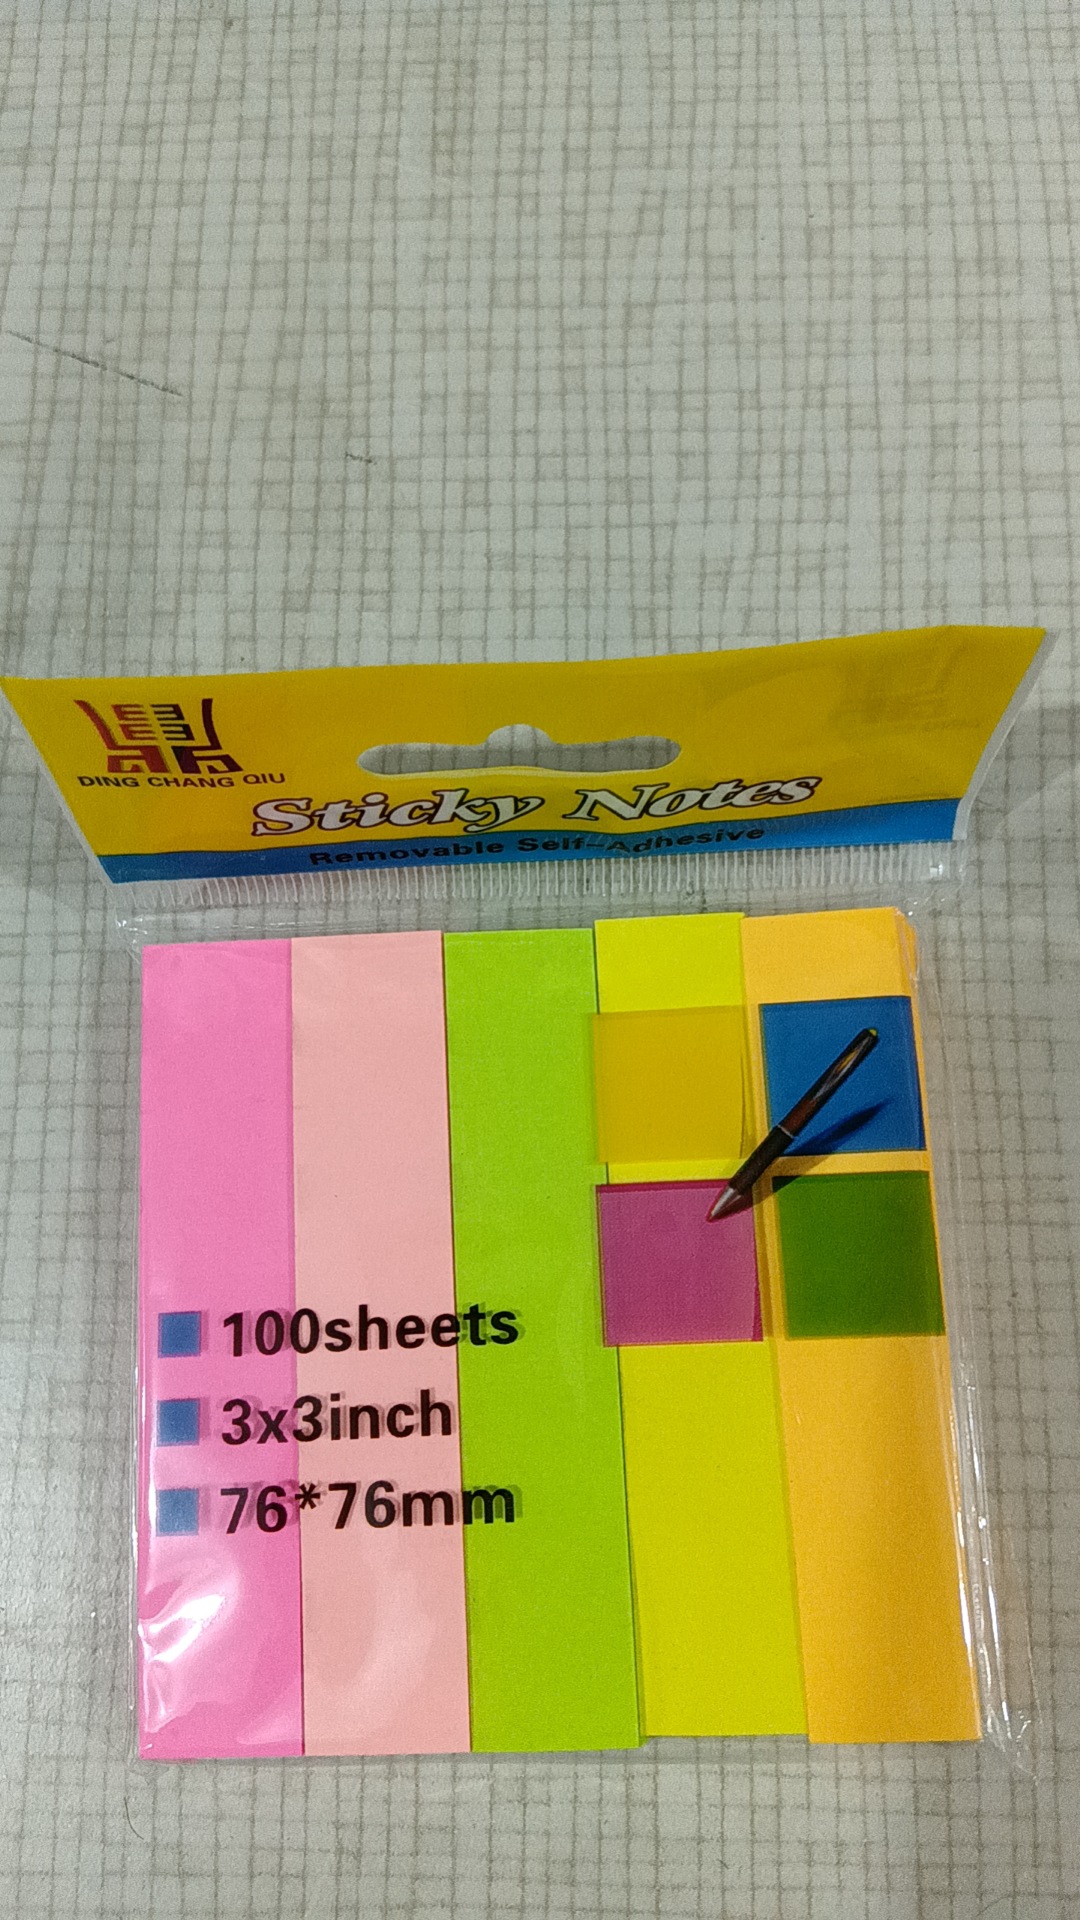 DING CHANG QIU
Sticky Notes
Removable Self-Adhesive
100sheets
3x3inch
76*76mm